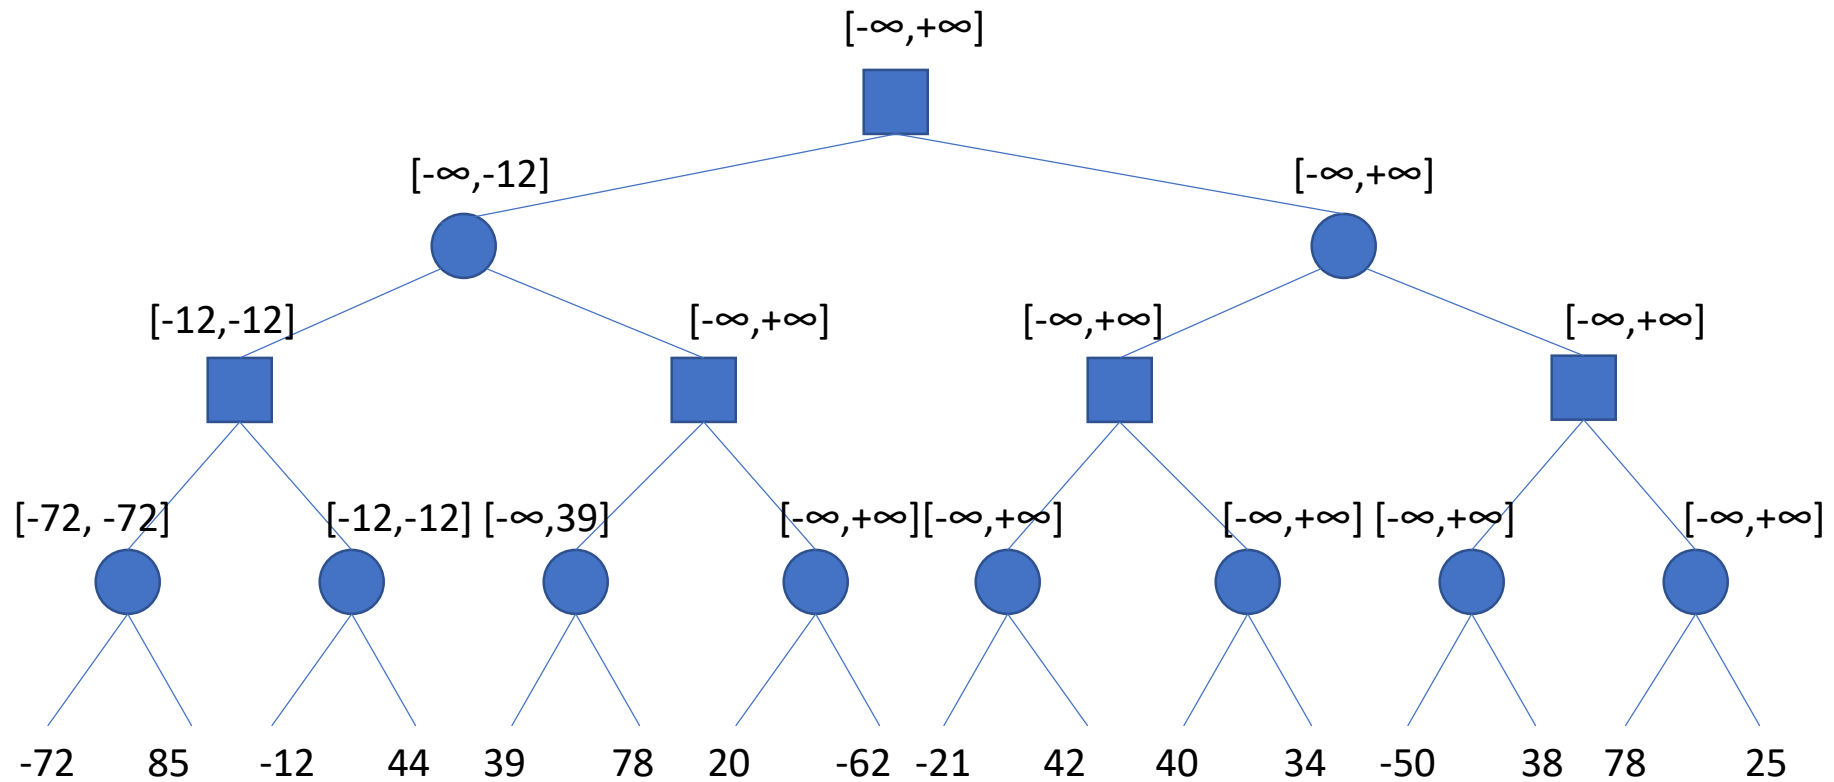 [-∞,+∞]
[-∞,-12] [-∞,+∞]
[-12,-12] [-∞,+∞] [-∞,+∞] [-∞,+∞]
[-72, -72] [-12,-12] [-∞,39] [-∞,+∞] [-∞,+∞] [-∞,+∞] [-∞,+∞] [-∞,+∞]
-72 85 -12 44 39 78 20 -62 -21 42 40 34 -50 38 78 25